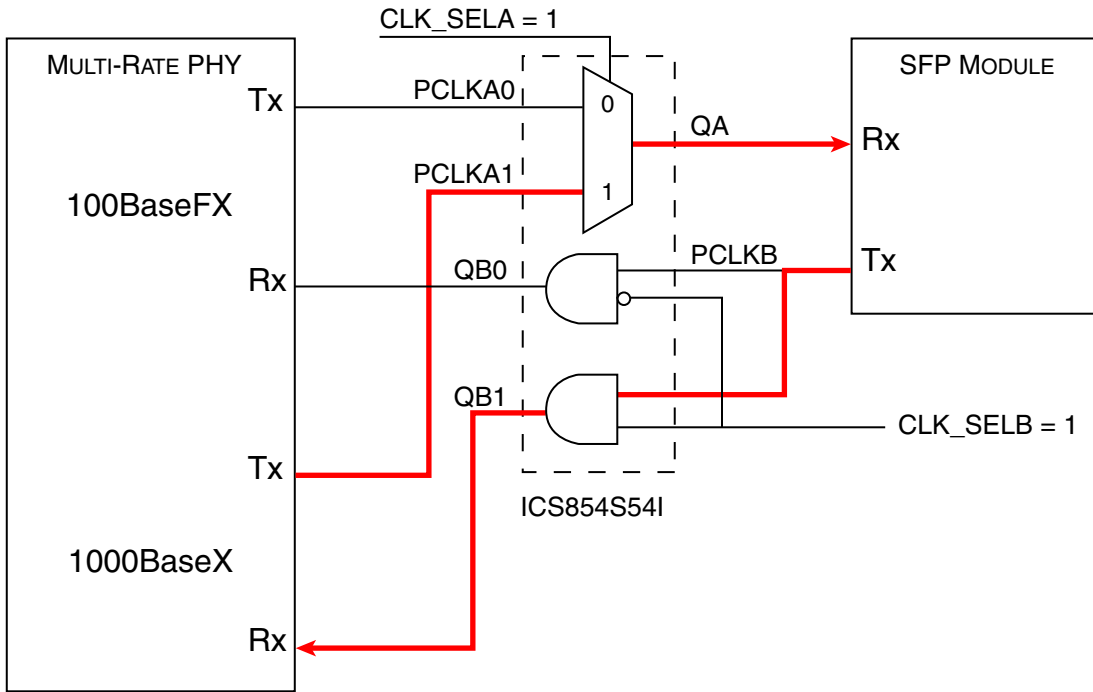 CLK_SELA = 1
MULTI-RATE PHY
SFP MODULE
Tx
PCLKA0
0
QA
Rx
PCLKA1
1
100BaseFX
PCLKB
Tx
Rx
QB0
QB1
CLK_SELB = 1
Tx
ICS854S54I
1000BaseX
Rx